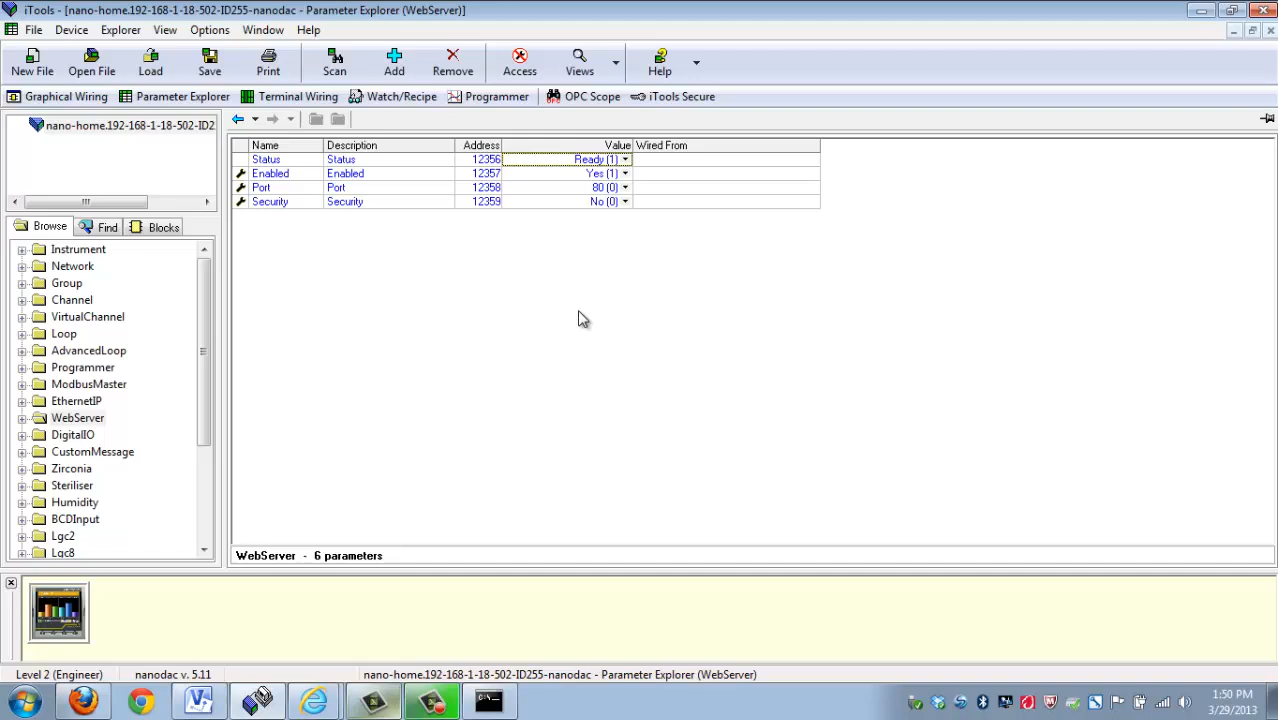 iTools - [nano-home.192-168-1-18-502-ID255-nanodac - Parameter Explorer (WebServer)]
File Device Explorer View Options Window Help
New File Open File Load Save Print Scan Add Remove Access Views Help
Graphical Wiring Parameter Explorer Terminal Wiring Watch/Recipe Programmer OPC Scope iTools Secure
nano-home.192-168-1-18-502-ID2
Name Description Address Value Wired From
Status Status 12356 Ready (1)
Enabled Enabled 12357 Yes (1)
Port Port 12358 80 (0)
Security Security 12359 No (0)
Browse Find Blocks
Instrument
Network
Group
Channel
VirtualChannel
Loop
AdvancedLoop
Programmer
ModbusMaster
EthernetIP
WebServer
DigitalIO
CustomMessage
Zirconia
Steriliser
Humidity
BCDInput
Lgc2
Lgc8
WebServer - 6 parameters
Level 2 (Engineer) nanodac v. 5.11 nano-home.192-168-1-18-502-ID255-nanodac - Parameter Explorer (WebServer)
1:50 PM
3/29/2013